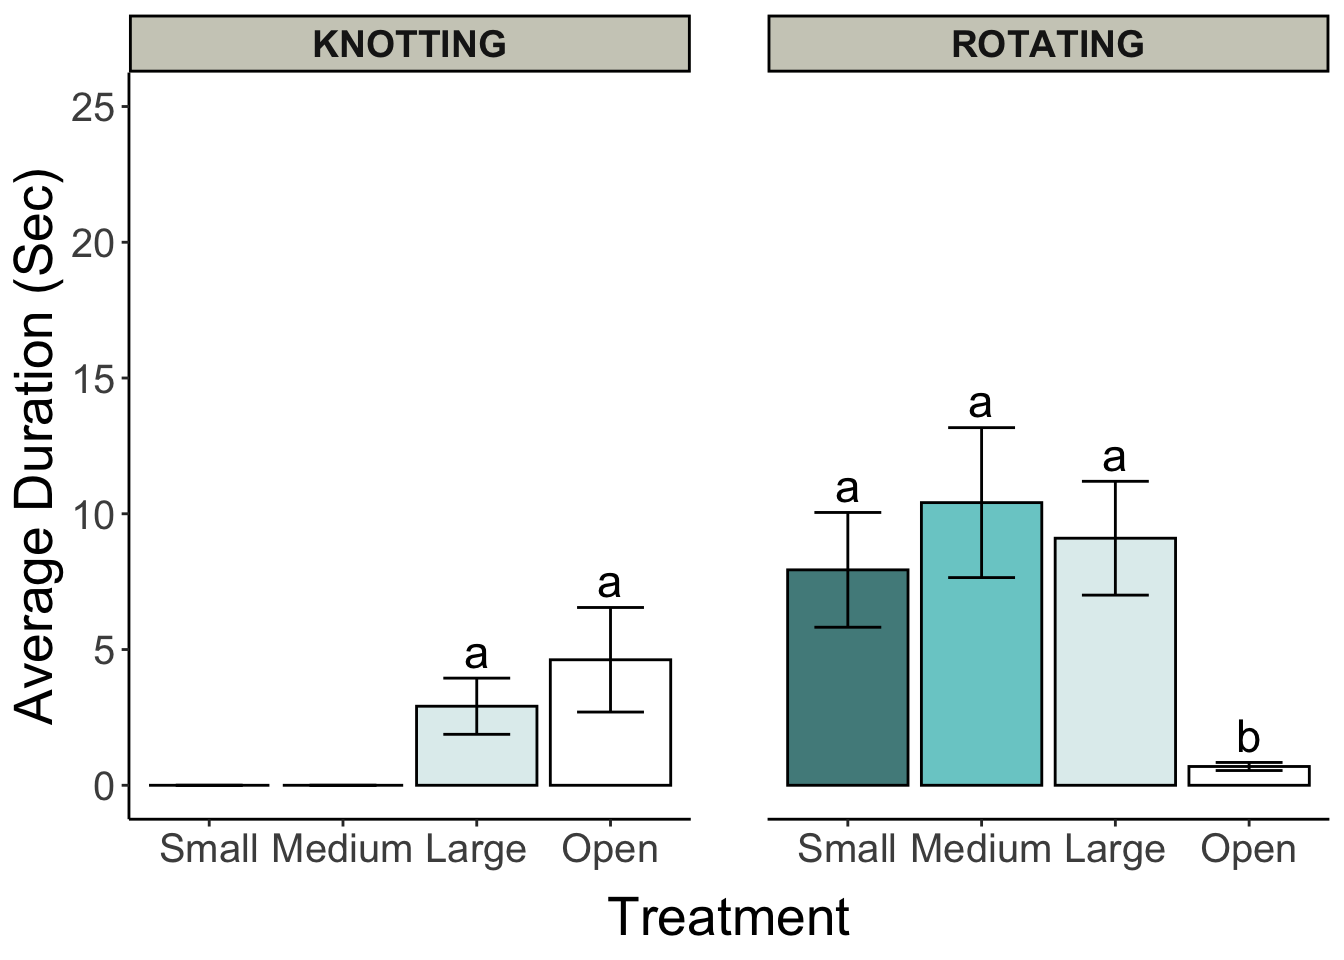 KNOTTING
ROTATING
Average Duration (Sec)
25
20
15
10
5
0
a
a
a
a
a
b
Small Medium Large Open
Small Medium Large Open
Treatment